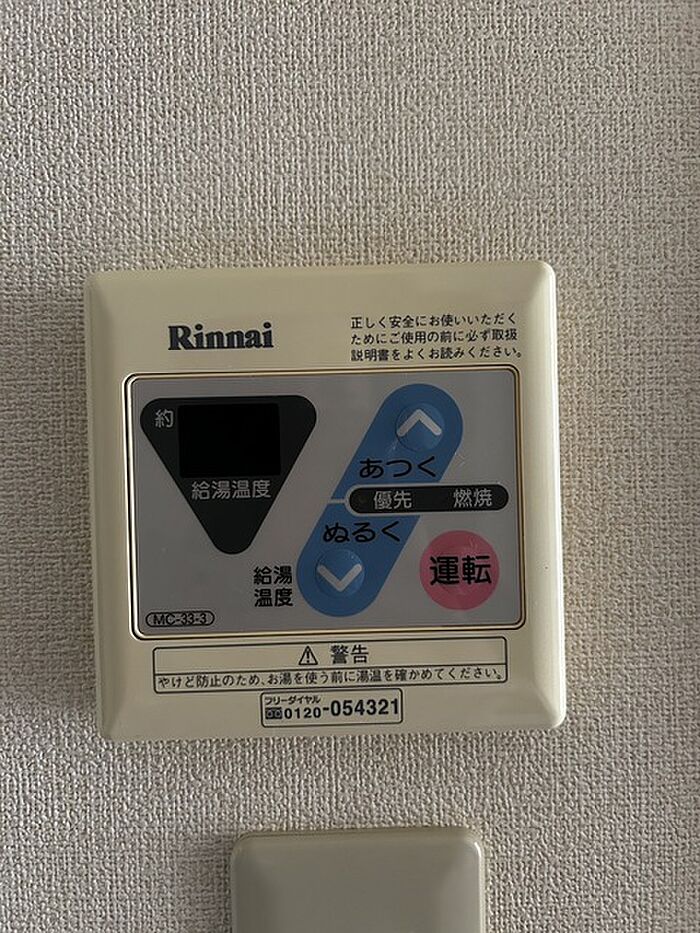 Rinnai
正しく安全にお使いいただく
ためにご使用の前に必ず取扱
説明書をよくお読みください。
約
給湯温度
あつく
優先 燃焼
ぬるく
給湯
温度
運転
MC-33-3
⚠ 警告
やけど防止のため、お湯を使う前に湯温を確かめてください。
フリーダイヤル
0120-054321